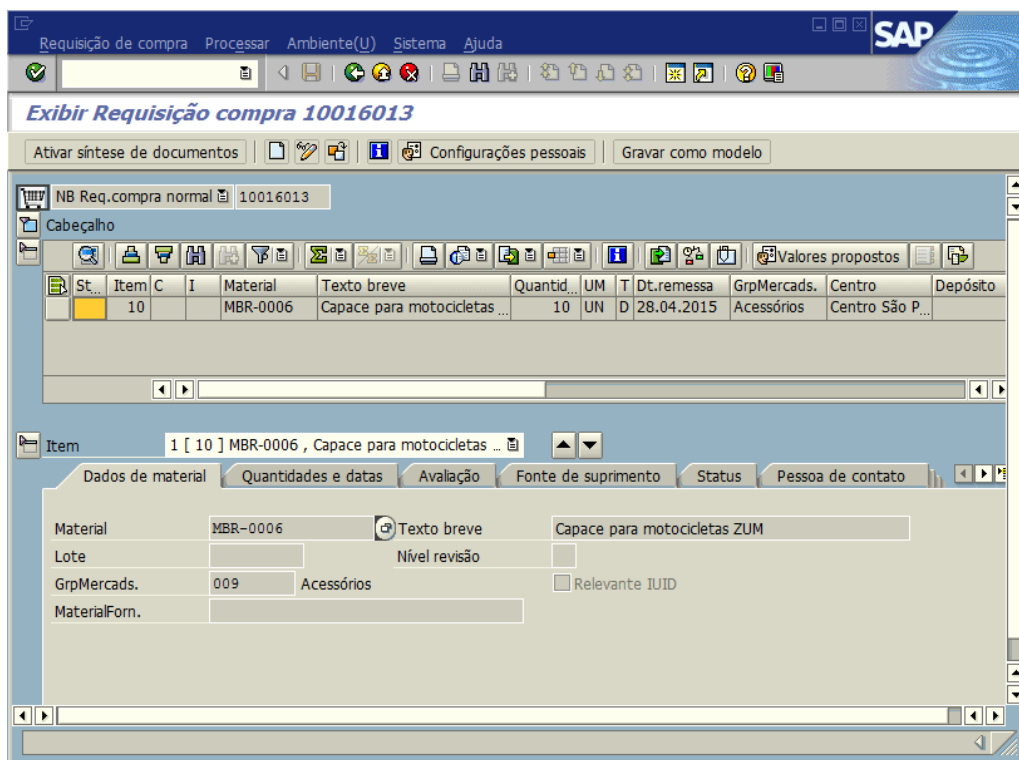 Requisição de compra Processar Ambiente(U) Sistema Ajuda
SAP
Exibir Requisição compra 10016013
Ativar síntese de documentos Configurações pessoais Gravar como modelo
NB Req.compra normal 10016013
Cabeçalho
Valores propostos
St... Item C I Material Texto breve Quantid... UM T Dt.remessa GrpMercads. Centro Depósito
10 MBR-0006 Capace para motocicletas ... 10 UN D 28.04.2015 Acessórios Centro São P...
Item 1 [ 10 ] MBR-0006 , Capace para motocicletas ...
Dados de material Quantidades e datas Avaliação Fonte de suprimento Status Pessoa de contato
Material MBR-0006 Texto breve Capace para motocicletas ZUM
Lote Nível revisão
GrpMercads. 009 Acessórios Relevante IUID
MaterialForn.